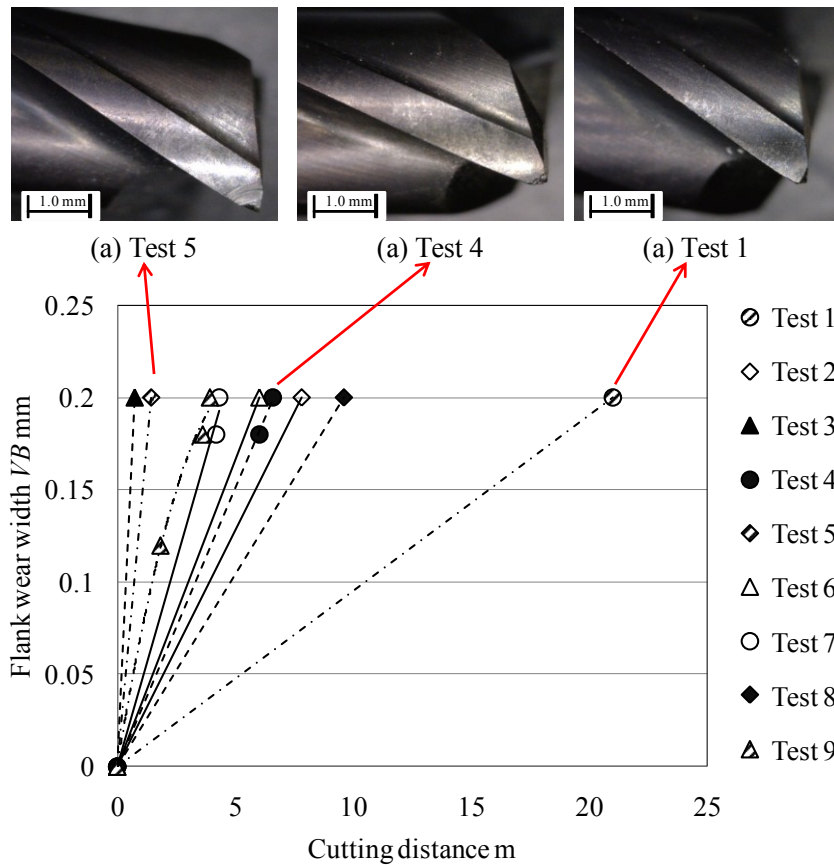 1.0 mm
1.0 mm
1.0 mm
(a) Test 5
(a) Test 4
(a) Test 1
0.25
0.2
0.15
0.1
0.05
0
Flank wear width VB mm
0
5
10
15
20
25
Cutting distance m
Test 1
Test 2
Test 3
Test 4
Test 5
Test 6
Test 7
Test 8
Test 9